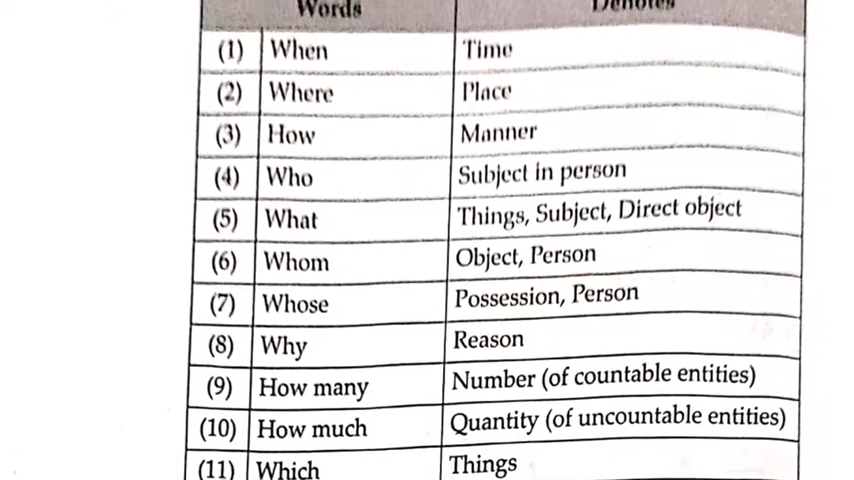 Words Denotes
(1) When Time
(2) Where Place
(3) How Manner
(4) Who Subject in person
(5) What Things, Subject, Direct object
(6) Whom Object, Person
(7) Whose Possession, Person
(8) Why Reason
(9) How many Number (of countable entities)
(10) How much Quantity (of uncountable entities)
(11) Which Things